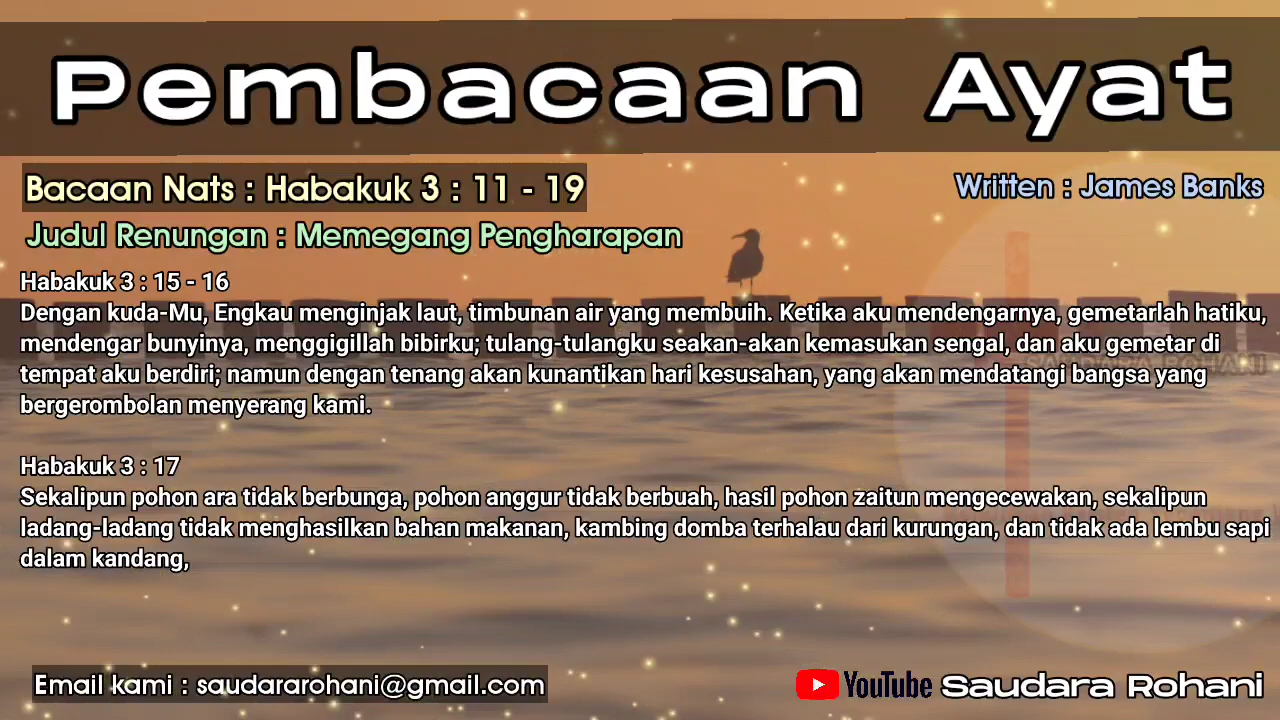 Pembacaan Ayat
Bacaan Nats : Habakuk 3 : 11 - 19
Written : James Banks
Judul Renungan : Memegang Pengharapan
Habakuk 3 : 15 - 16
Dengan kuda-Mu, Engkau menginjak laut, timbunan air yang membuih. Ketika aku mendengarnya, gemetarlah hatiku,
mendengar bunyinya, menggigillah bibirku; tulang-tulangku seakan-akan kemasukan sengal, dan aku gemetar di
tempat aku berdiri; namun dengan tenang akan kunantikan hari kesusahan, yang akan mendatangi bangsa yang
bergerombolan menyerang kami.
SAUDARA ROHANI
Habakuk 3 : 17
Sekalipun pohon ara tidak berbunga, pohon anggur tidak berbuah, hasil pohon zaitun mengecewakan, sekalipun
ladang-ladang tidak menghasilkan bahan makanan, kambing domba terhalau dari kurungan, dan tidak ada lembu sapi
dalam kandang,
Email kami : saudararohani@gmail.com
YouTube Saudara Rohani